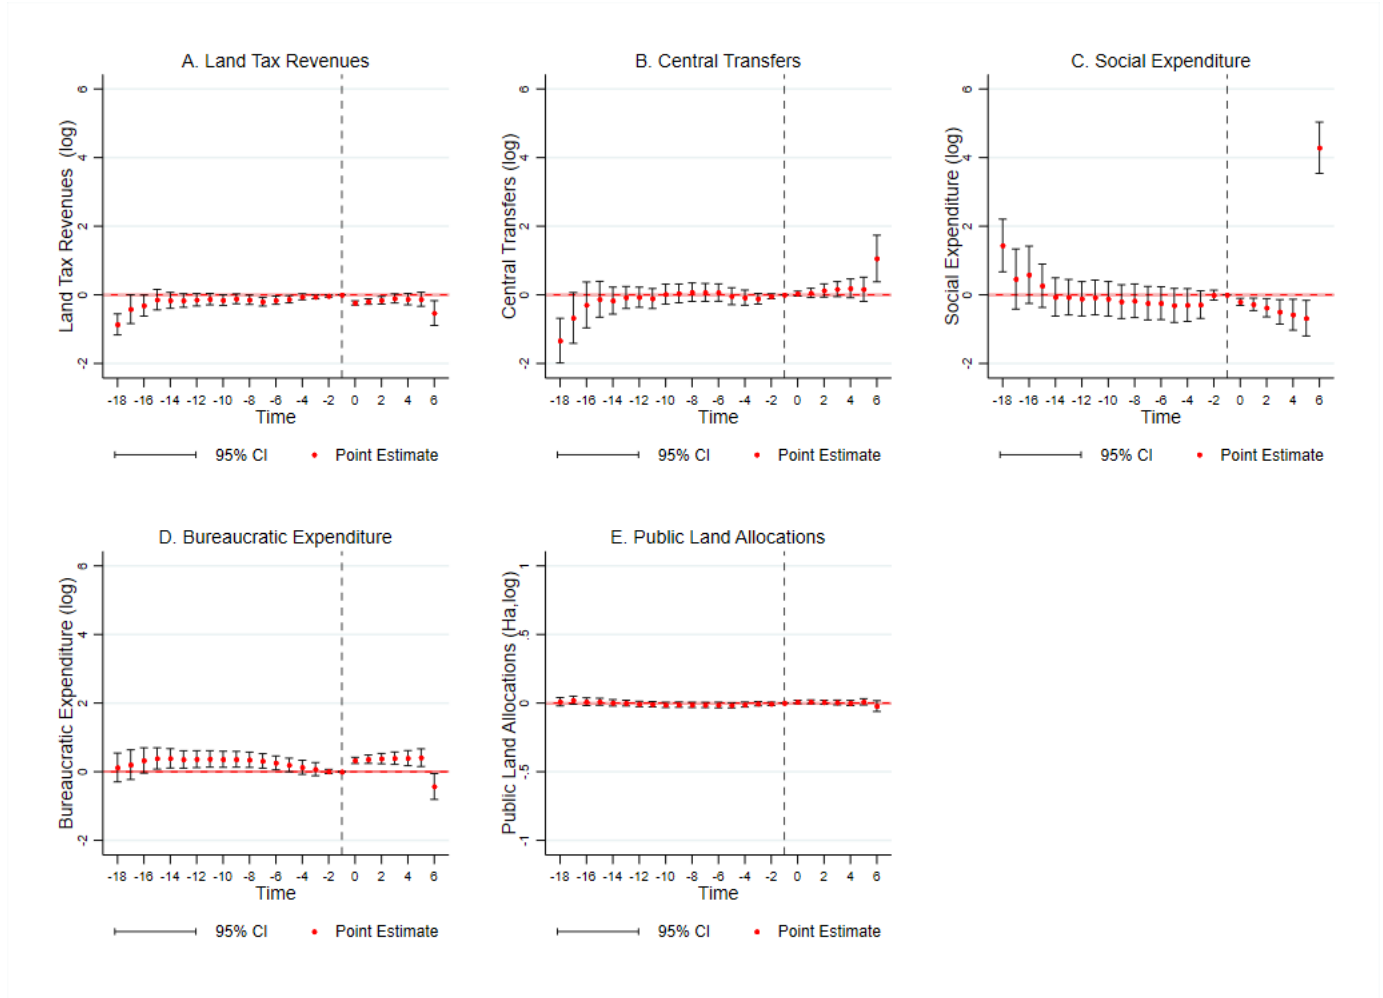 A. Land Tax Revenues
Land Tax Revenues (log)
6
4
2
0
-2
-18 -16 -14 -12 -10 -8 -6 -4 -2 0 2 4 6
Time
95% CI Point Estimate
B. Central Transfers
Central Transfers (log)
6
4
2
0
-2
-18 -16 -14 -12 -10 -8 -6 -4 -2 0 2 4 6
Time
95% CI Point Estimate
C. Social Expenditure
Social Expenditure (log)
6
4
2
0
-2
-18 -16 -14 -12 -10 -8 -6 -4 -2 0 2 4 6
Time
95% CI Point Estimate
D. Bureaucratic Expenditure
Bureaucratic Expenditure (log)
6
4
2
0
-2
-18 -16 -14 -12 -10 -8 -6 -4 -2 0 2 4 6
Time
95% CI Point Estimate
E. Public Land Allocations
Public Land Allocations (Ha,log)
1
.5
0
-.5
-1
-18 -16 -14 -12 -10 -8 -6 -4 -2 0 2 4 6
Time
95% CI Point Estimate